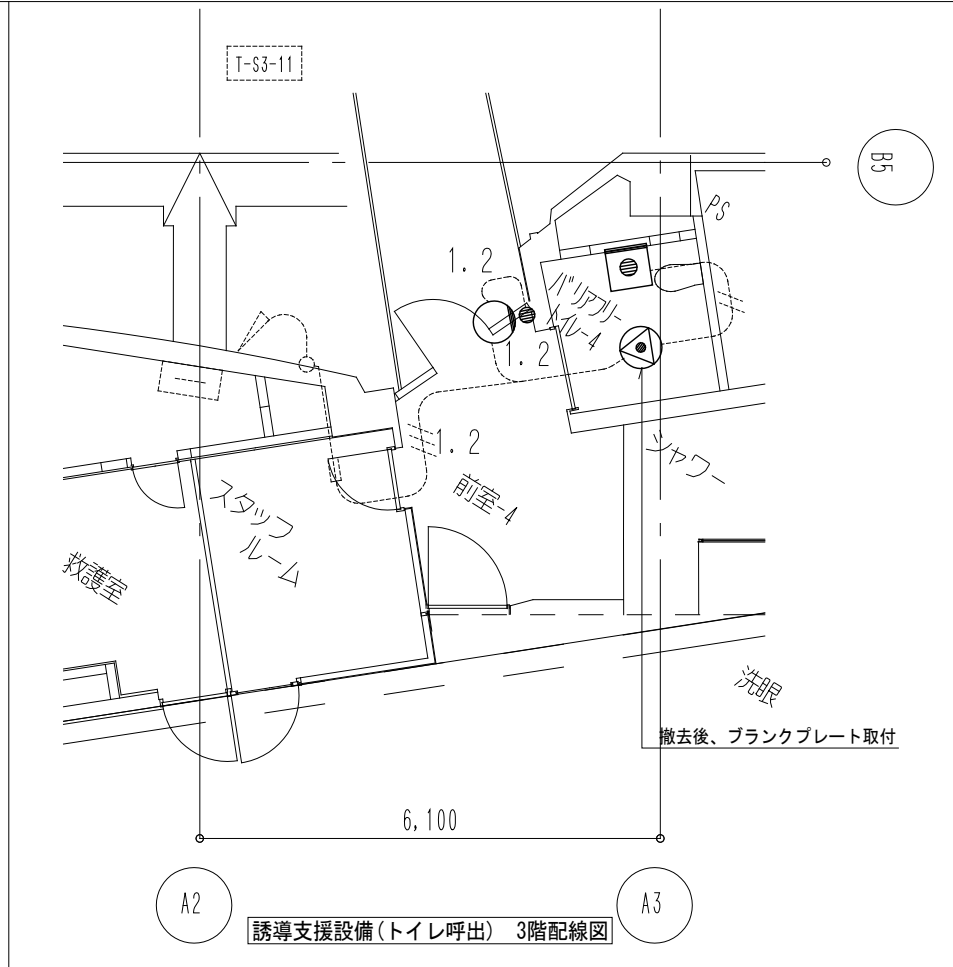 T-S3-11
B5
PS
1.2
バリアフリー
トイレ-4
1.2
1.2
シャワー
前室-4
スタッフ
ルーム
救護室
洗眼
撤去後、ブランクプレート取付
6,100
A2
A3
誘導支援設備(トイレ呼出) 3階配線図